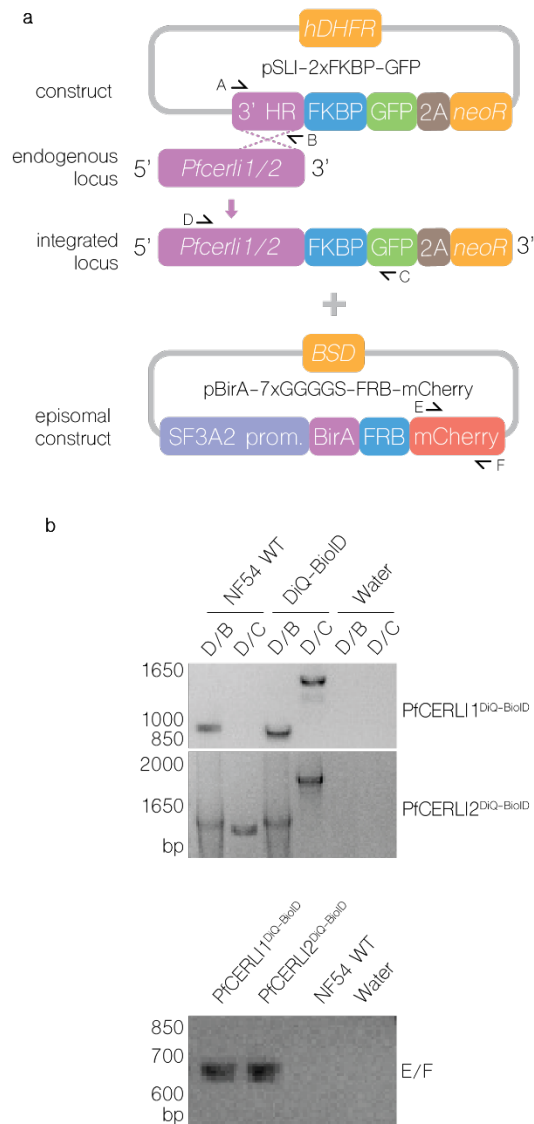 a
hDHFR
pSLI-2xFKBP-GFP
construct
A
3' HR FKBP GFP 2A neoR
B
endogenous locus
5' Pfcerli1/2 3'
D
integrated locus
5' Pfcerli1/2 FKBP GFP 2A neoR 3'
C
+
BSD
pBirA-7xGGGGS-FRB-mCherry
E
episomal construct
SF3A2 prom. BirA FRB mCherry
F
b
NF54 WT DiQ-BioID Water
D/B D/C D/B D/C D/B D/C
1650
1000
850
PfCERLI1DiQ-BioID
2000
1650
bp
PfCERLI2DiQ-BioID
PfCERLI1DiQ-BioID PfCERLI2DiQ-BioID NF54 WT Water
850
700
600
bp
E/F